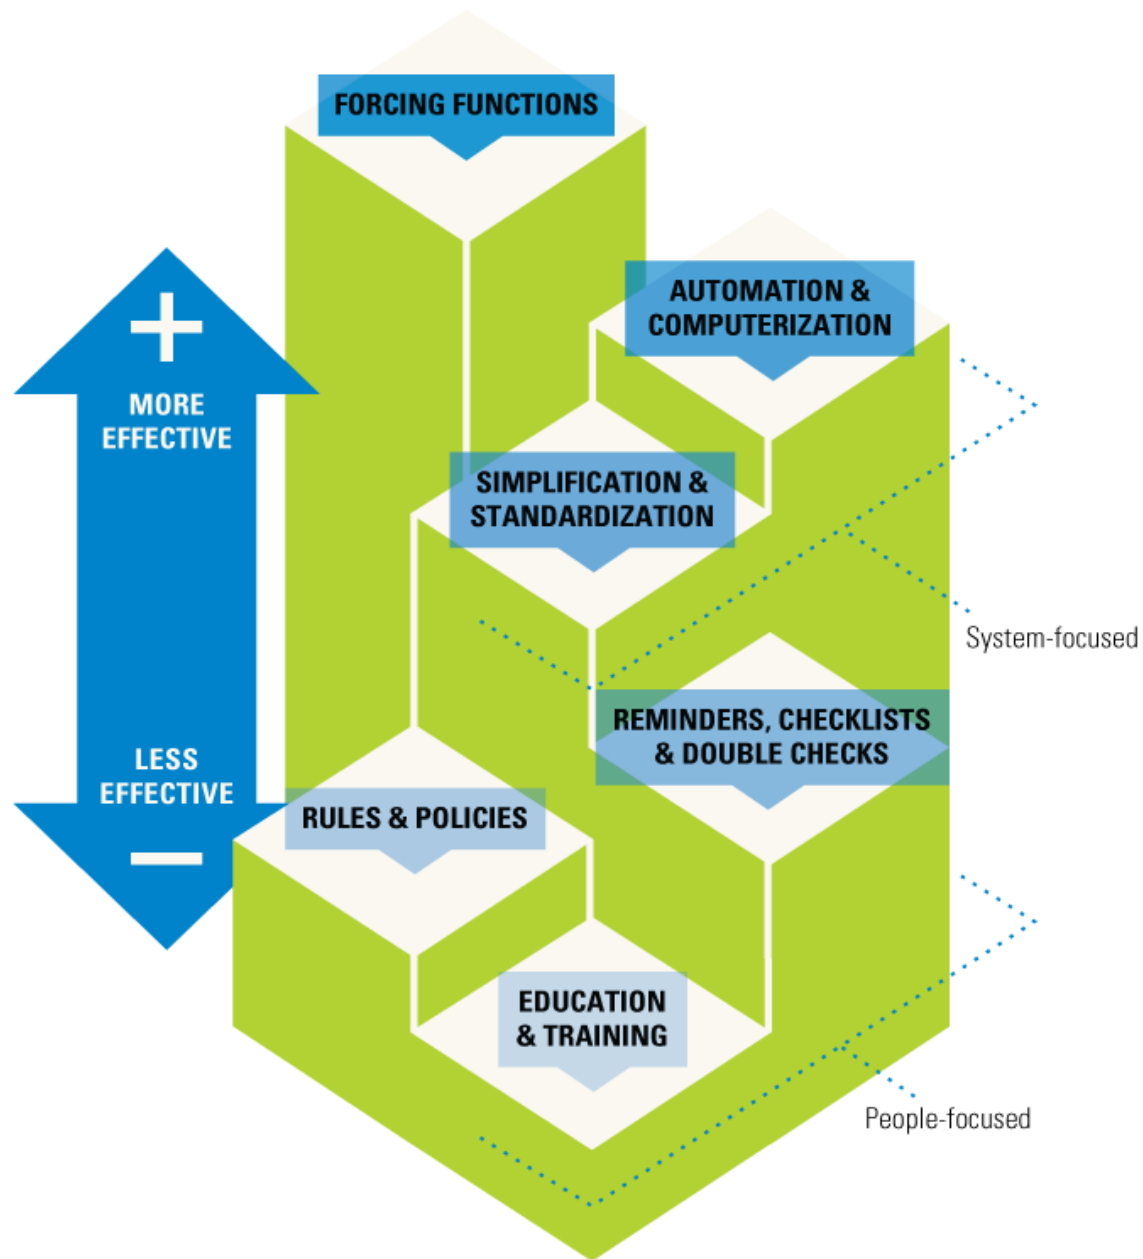 FORCING FUNCTIONS
AUTOMATION &
COMPUTERIZATION
+
MORE
EFFECTIVE
SIMPLIFICATION &
STANDARDIZATION
System-focused
REMINDERS, CHECKLISTS
& DOUBLE CHECKS
LESS
EFFECTIVE
−
RULES & POLICIES
EDUCATION
& TRAINING
People-focused